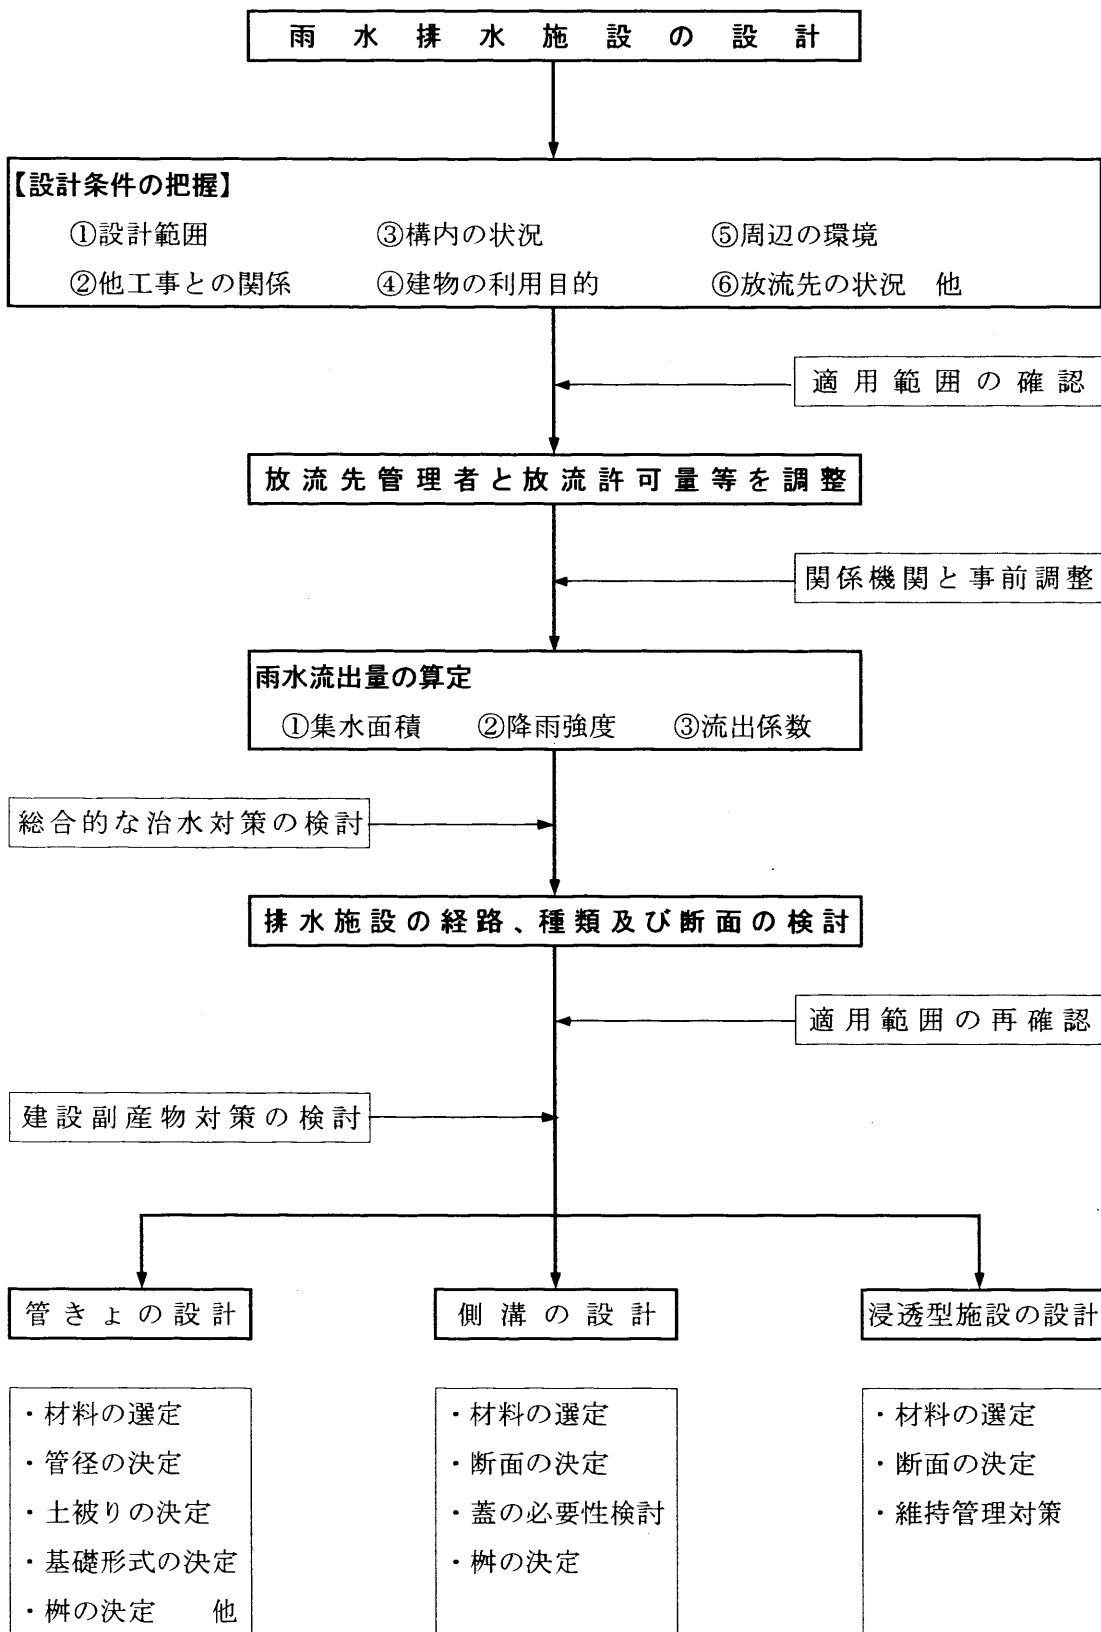 雨水排水施設の設計
【設計条件の把握】
①設計範囲 ③構内の状況 ⑤周辺の環境
②他工事との関係 ④建物の利用目的 ⑥放流先の状況 他
適用範囲の確認
放流先管理者と放流許可量等を調整
関係機関と事前調整
雨水流出量の算定
①集水面積 ②降雨強度 ③流出係数
総合的な治水対策の検討
排水施設の経路、種類及び断面の検討
適用範囲の再確認
建設副産物対策の検討
管きょの設計
側溝の設計
浸透型施設の設計
・材料の選定
・管径の決定
・土被りの決定
・基礎形式の決定
・桝の決定 他
・材料の選定
・断面の決定
・蓋の必要性検討
・桝の決定
・材料の選定
・断面の決定
・維持管理対策